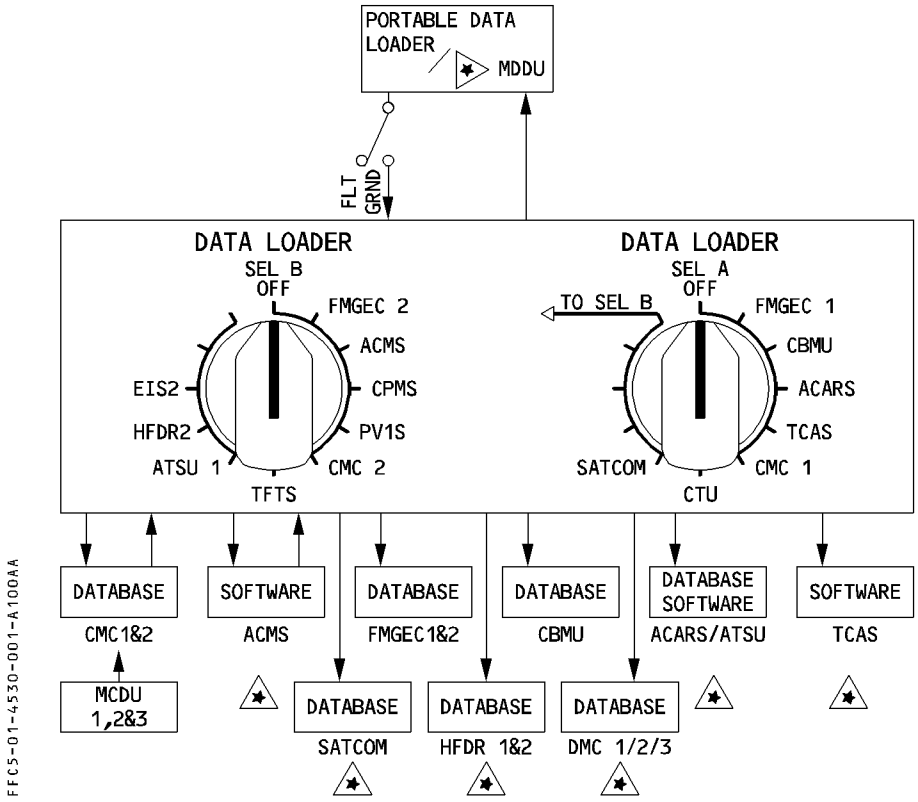 PORTABLE DATA
LOADER
/ MDDU
FLT
GRND
DATA LOADER
SEL B
OFF
FMGEC 2
ACMS
CPMS
PV1S
CMC 2
TFTS
ATSU 1
HFDR2
EIS2
DATA LOADER
SEL A
OFF
TO SEL B
FMGEC 1
CBMU
ACARS
TCAS
CMC 1
CTU
SATCOM
DATABASE
CMC1&2
MCDU
1,2&3
SOFTWARE
ACMS
DATABASE
SATCOM
DATABASE
FMGEC1&2
DATABASE
HFDR 1&2
DATABASE
CBMU
DATABASE
DMC 1/2/3
DATABASE
SOFTWARE
ACARS/ATSU
SOFTWARE
TCAS
FFC5-01-4530-001-A100AA